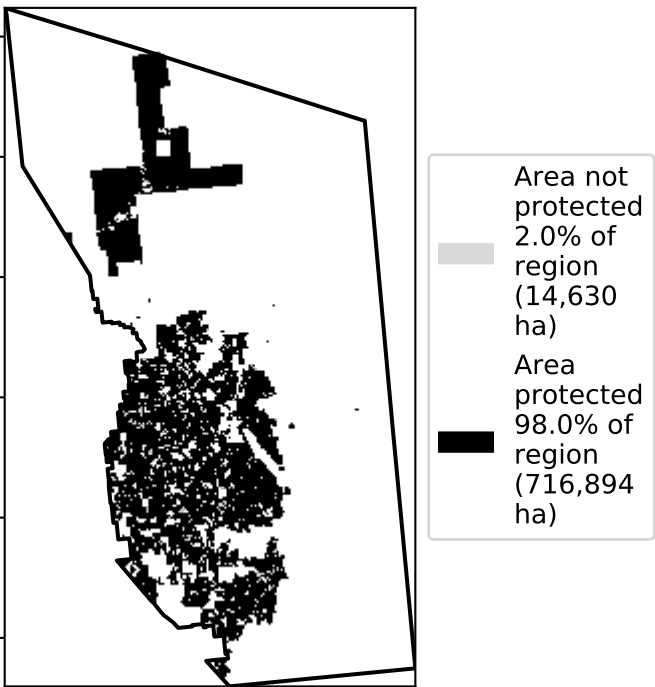 Area not
protected
2.0% of
region
(14,630
ha)
Area
protected
98.0% of
region
(716,894
ha)